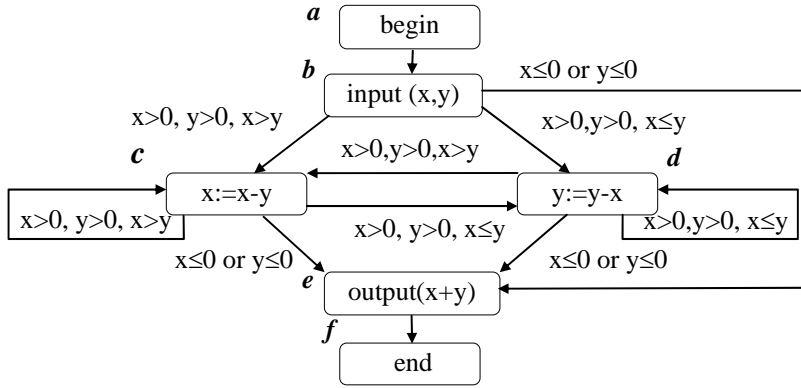 a
begin
b
x≤0 or y≤0
input (x,y)
x>0, y>0, x>y
x>0,y>0, x≤y
c
x>0,y>0,x>y
d
x:=x-y
y:=y-x
x>0, y>0, x>y
x>0, y>0, x≤y
x>0,y>0, x≤y
x≤0 or y≤0
x≤0 or y≤0
e
output(x+y)
f
end